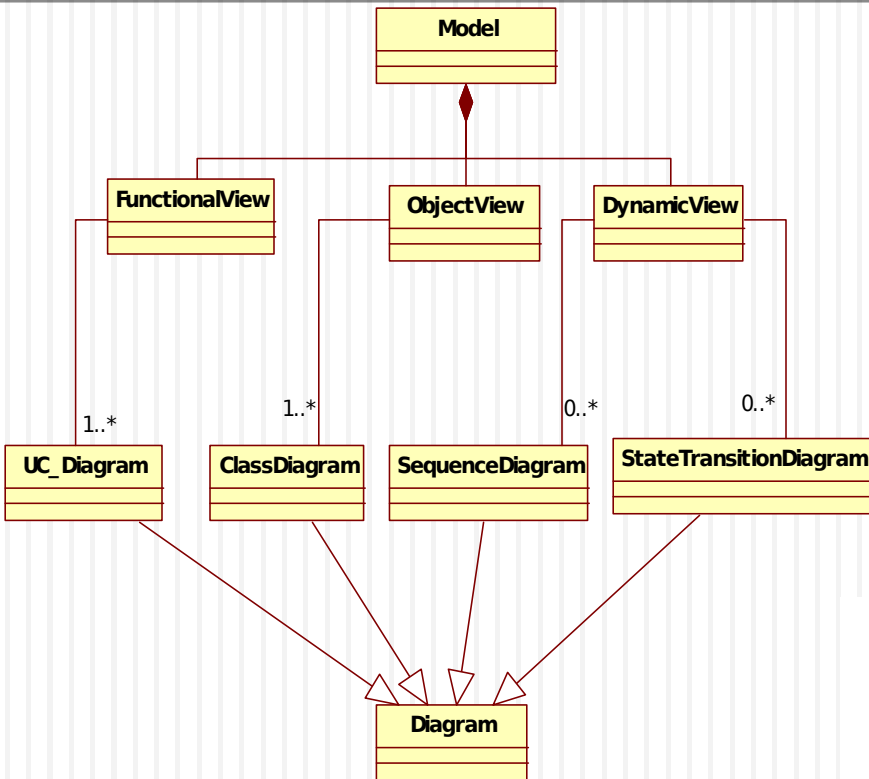 Model
FunctionalView
ObjectView
DynamicView
1..*
1..*
0..*
0..*
UC_Diagram
ClassDiagram
SequenceDiagram
StateTransitionDiagram
Diagram